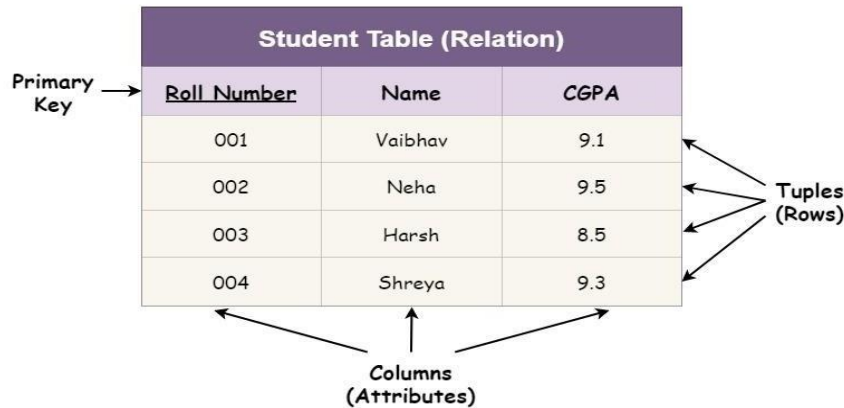 Student Table (Relation)
Primary
Key
Roll Number Name CGPA
001 Vaibhav 9.1
002 Neha 9.5
003 Harsh 8.5
004 Shreya 9.3
Tuples
(Rows)
Columns
(Attributes)